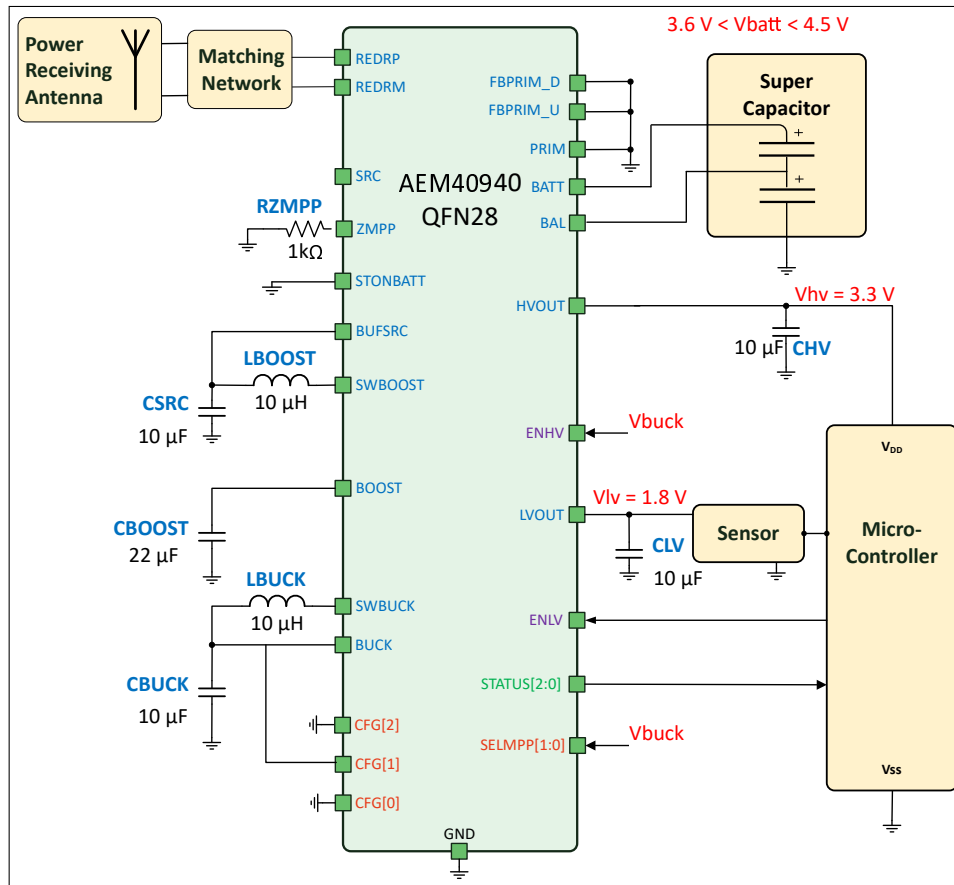 3.6 V < Vbatt < 4.5 V
Power
Receiving
Antenna
Matching
Network
REDRP
REDRM
FBPRIM_D
FBPRIM_U
PRIM
BATT
BAL
Super
Capacitor
+
+
SRC
AEM40940
QFN28
RZMPP
1kΩ
ZMPP
STONBATT
BUFSRC
LBOOST
10 µH
SWBOOST
CSRC
10 µF
HVOUT
Vhv = 3.3 V
10 µF
CHV
ENHV
Vbuck
BOOST
CBOOST
22 µF
LVOUT
Vlv = 1.8 V
CLV
10 µF
Sensor
VDD
Micro-
Controller
Vss
LBUCK
10 µH
SWBUCK
BUCK
CBUCK
10 µF
ENLV
STATUS[2:0]
SELMPP[1:0]
Vbuck
CFG[2]
CFG[1]
CFG[0]
GND